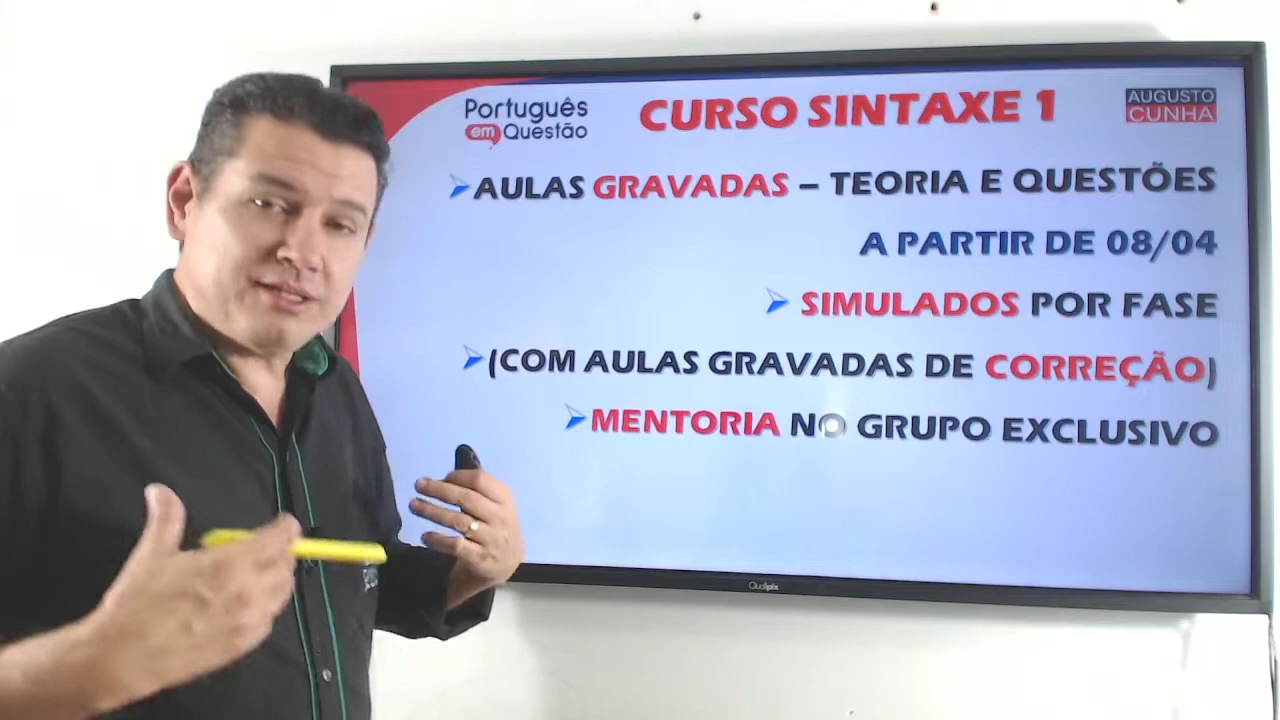 Português
em Questão
CURSO SINTAXE 1
AUGUSTO
CUNHA
AULAS GRAVADAS – TEORIA E QUESTÕES
A PARTIR DE 08/04
SIMULADOS POR FASE
(COM AULAS GRAVADAS DE CORREÇÃO)
MENTORIA NO GRUPO EXCLUSIVO
Qualipix